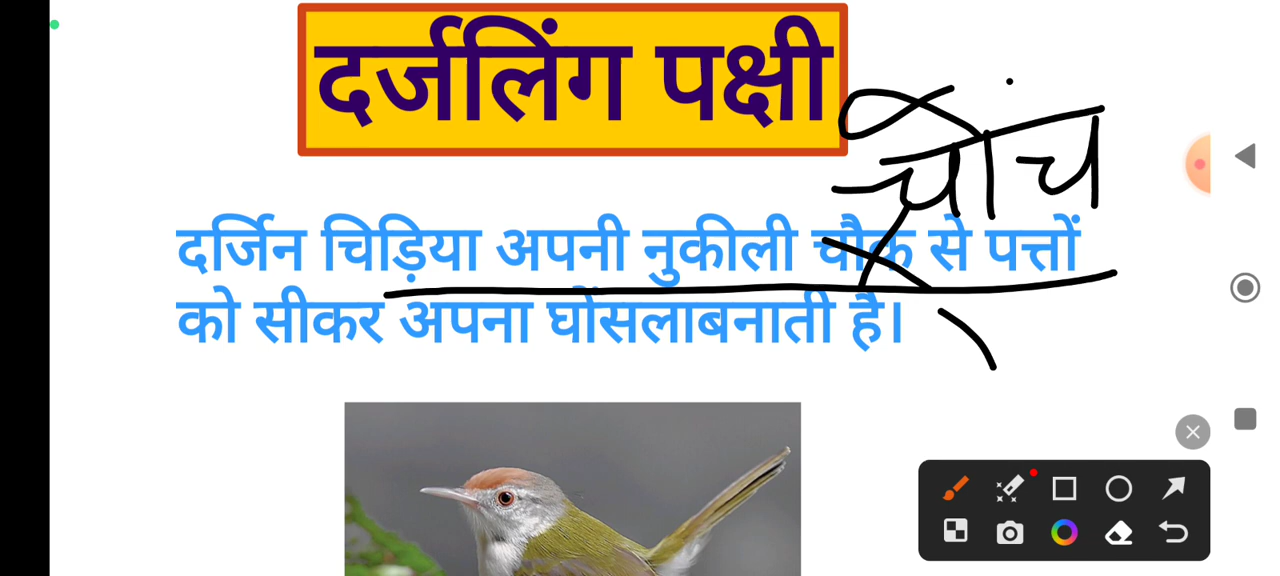 दर्जलिंग पक्षी
चोंच
दर्जिन चिड़िया अपनी नुकीली चौक से पत्तों
को सीकर अपना घोंसलाबनाती है।